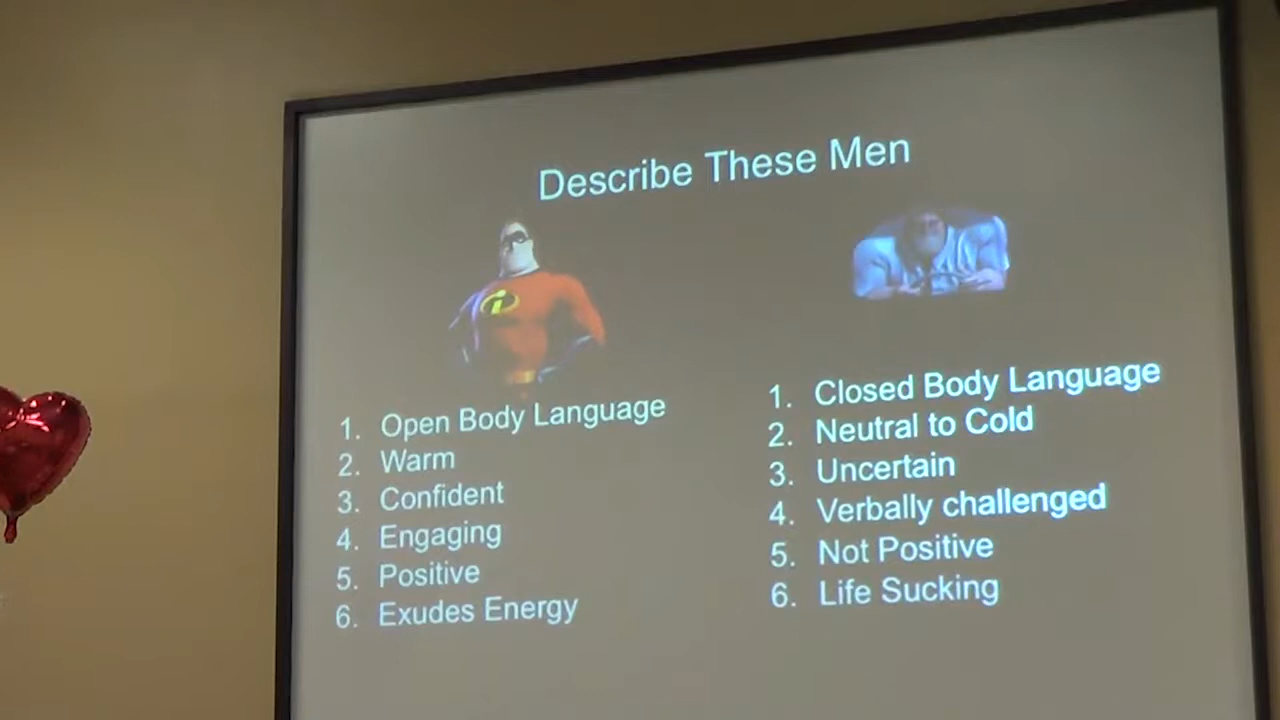 Describe These Men
1. Open Body Language
2. Warm
3. Confident
4. Engaging
5. Positive
6. Exudes Energy
1. Closed Body Language
2. Neutral to Cold
3. Uncertain
4. Verbally challenged
5. Not Positive
6. Life Sucking